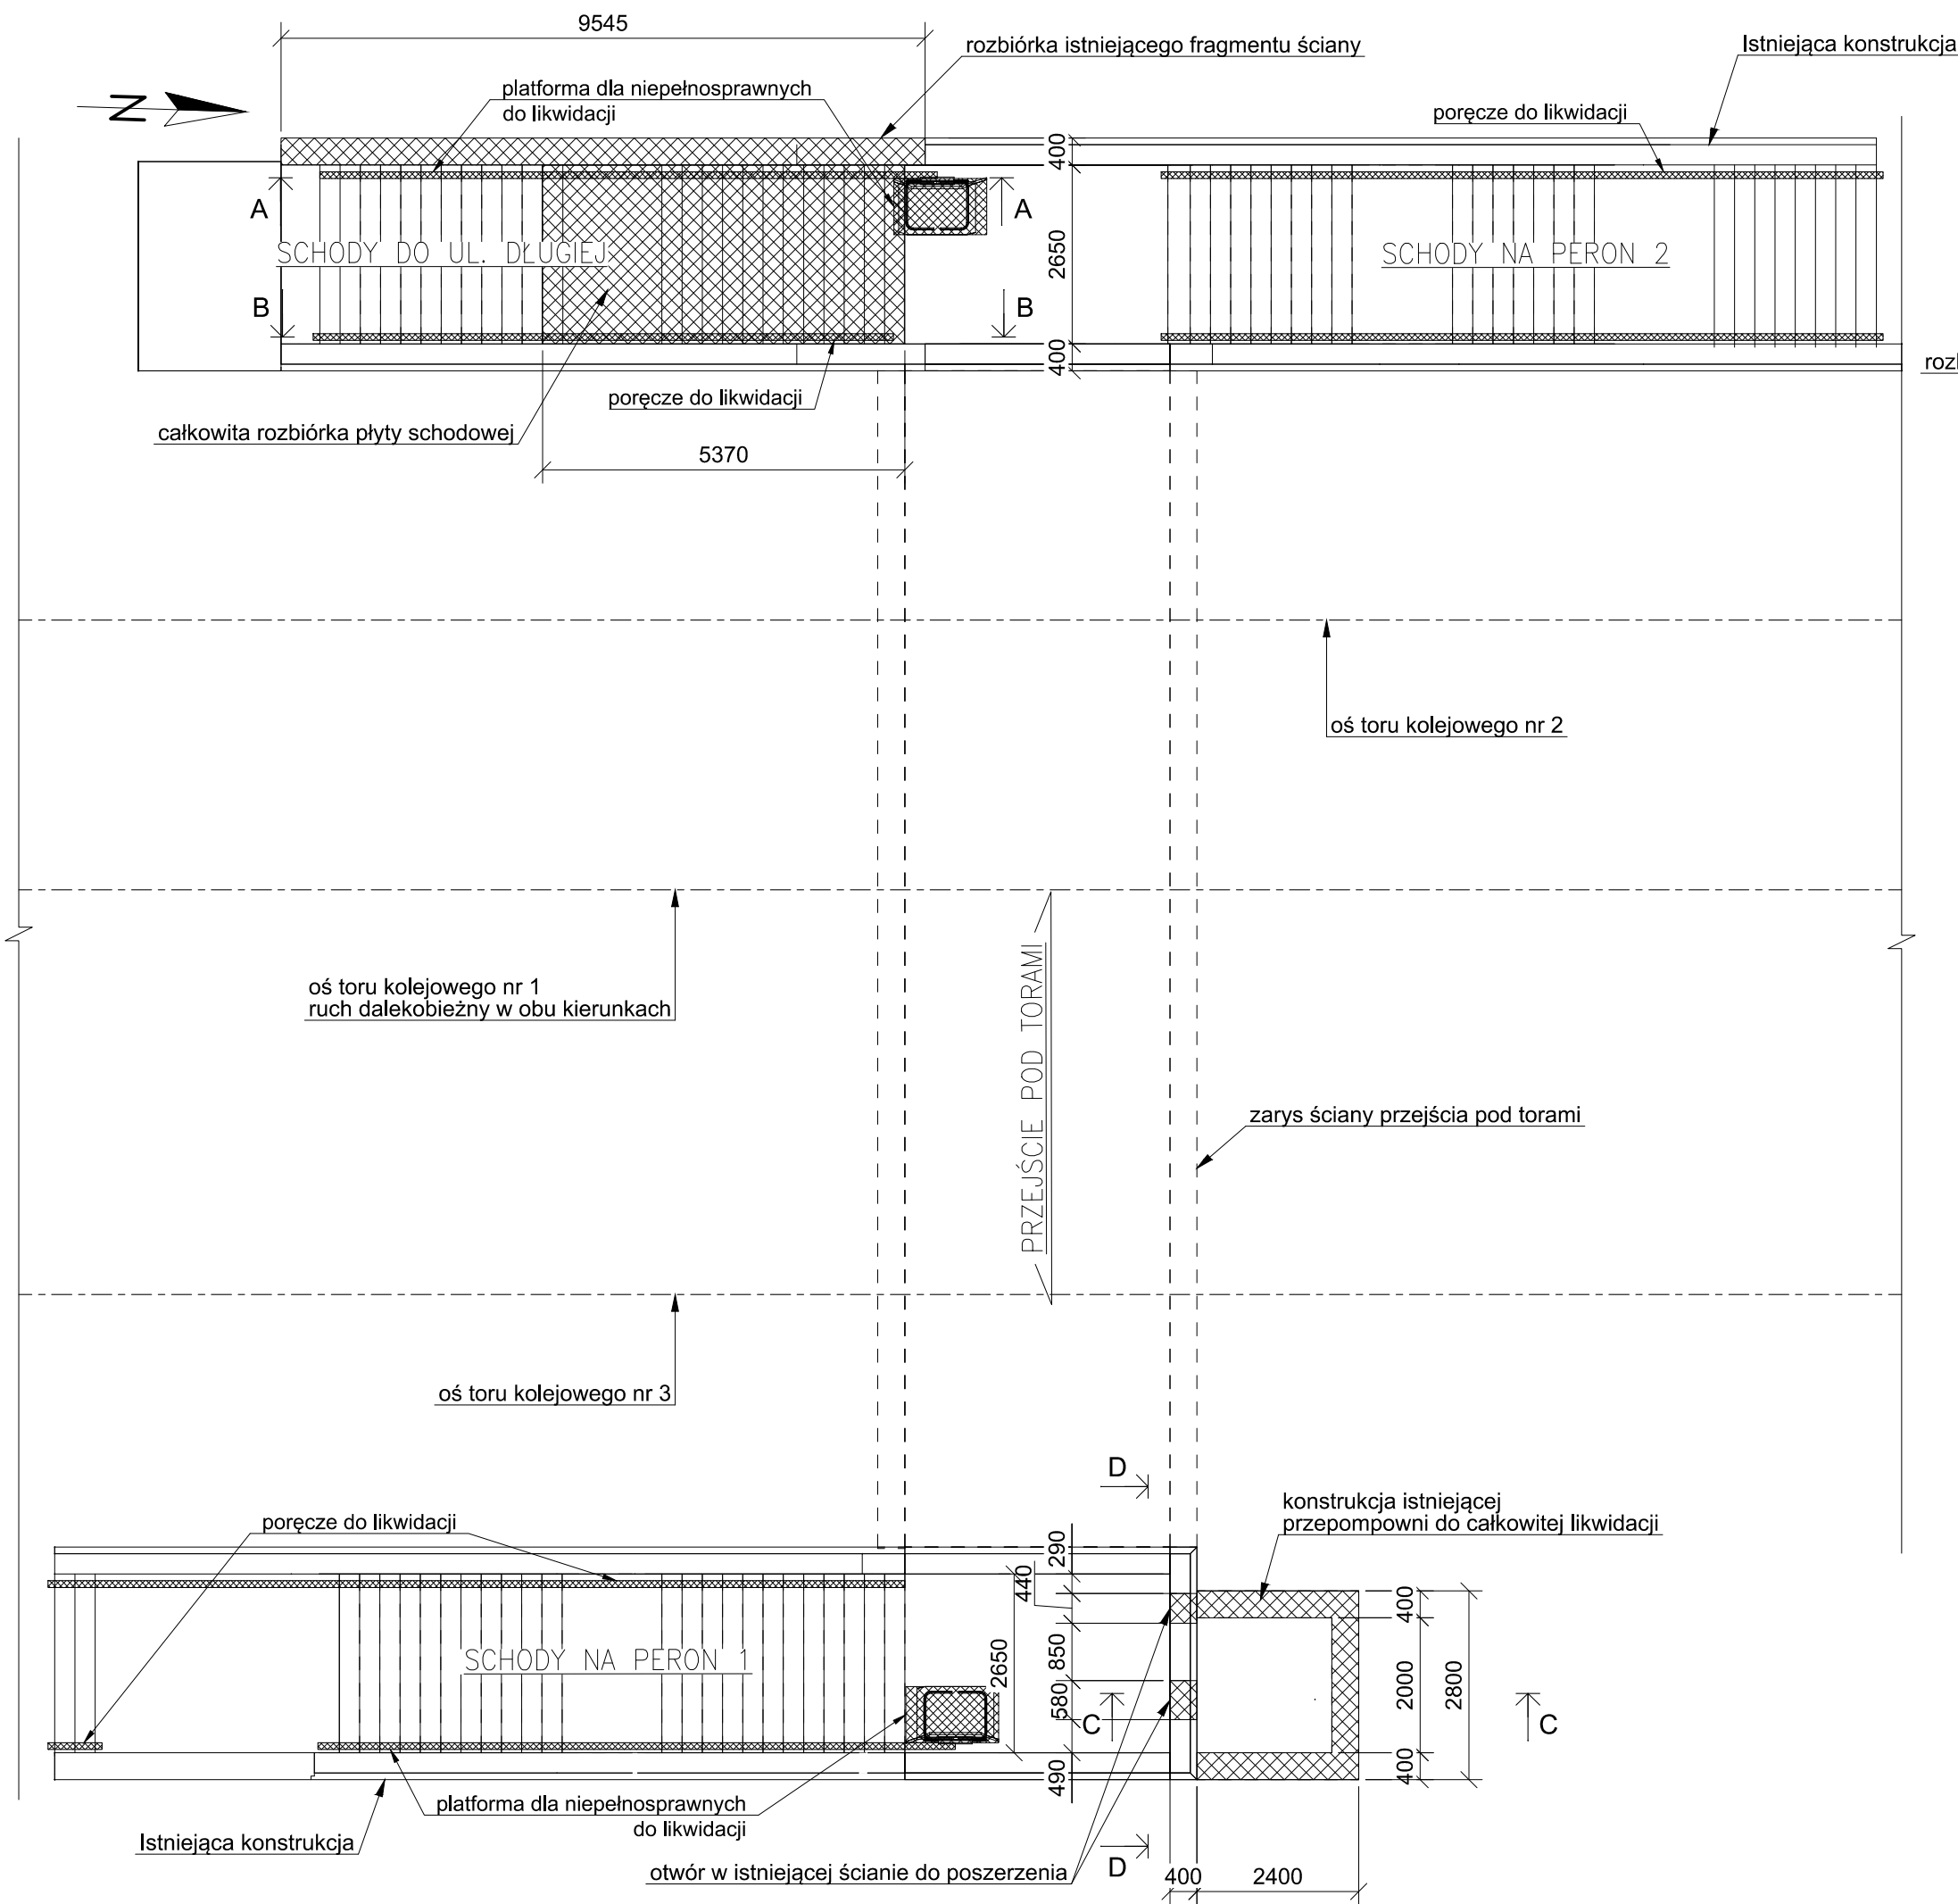 9545
rozbiórka istniejącego fragmentu ściany
Istniejąca konstrukcja
N
platforma dla niepełnosprawnych
do likwidacji
poręcze do likwidacji
400
A
A
SCHODY DO UL. DŁUGIEJ
2650
SCHODY NA PERON 2
B
B
400
rozl
poręcze do likwidacji
całkowita rozbiórka płyty schodowej
5370
oś toru kolejowego nr 2
oś toru kolejowego nr 1
ruch dalekobieżny w obu kierunkach
PRZEJŚCIE POD TORAMI
zarys ściany przejścia pod torami
oś toru kolejowego nr 3
D
konstrukcja istniejącej
przepompowni do całkowitej likwidacji
poręcze do likwidacji
290
440
400
SCHODY NA PERON 1
2650
850
580
2000
2800
C
C
490
400
platforma dla niepełnosprawnych
do likwidacji
Istniejąca konstrukcja
otwór w istniejącej ścianie do poszerzenia
D
400
2400